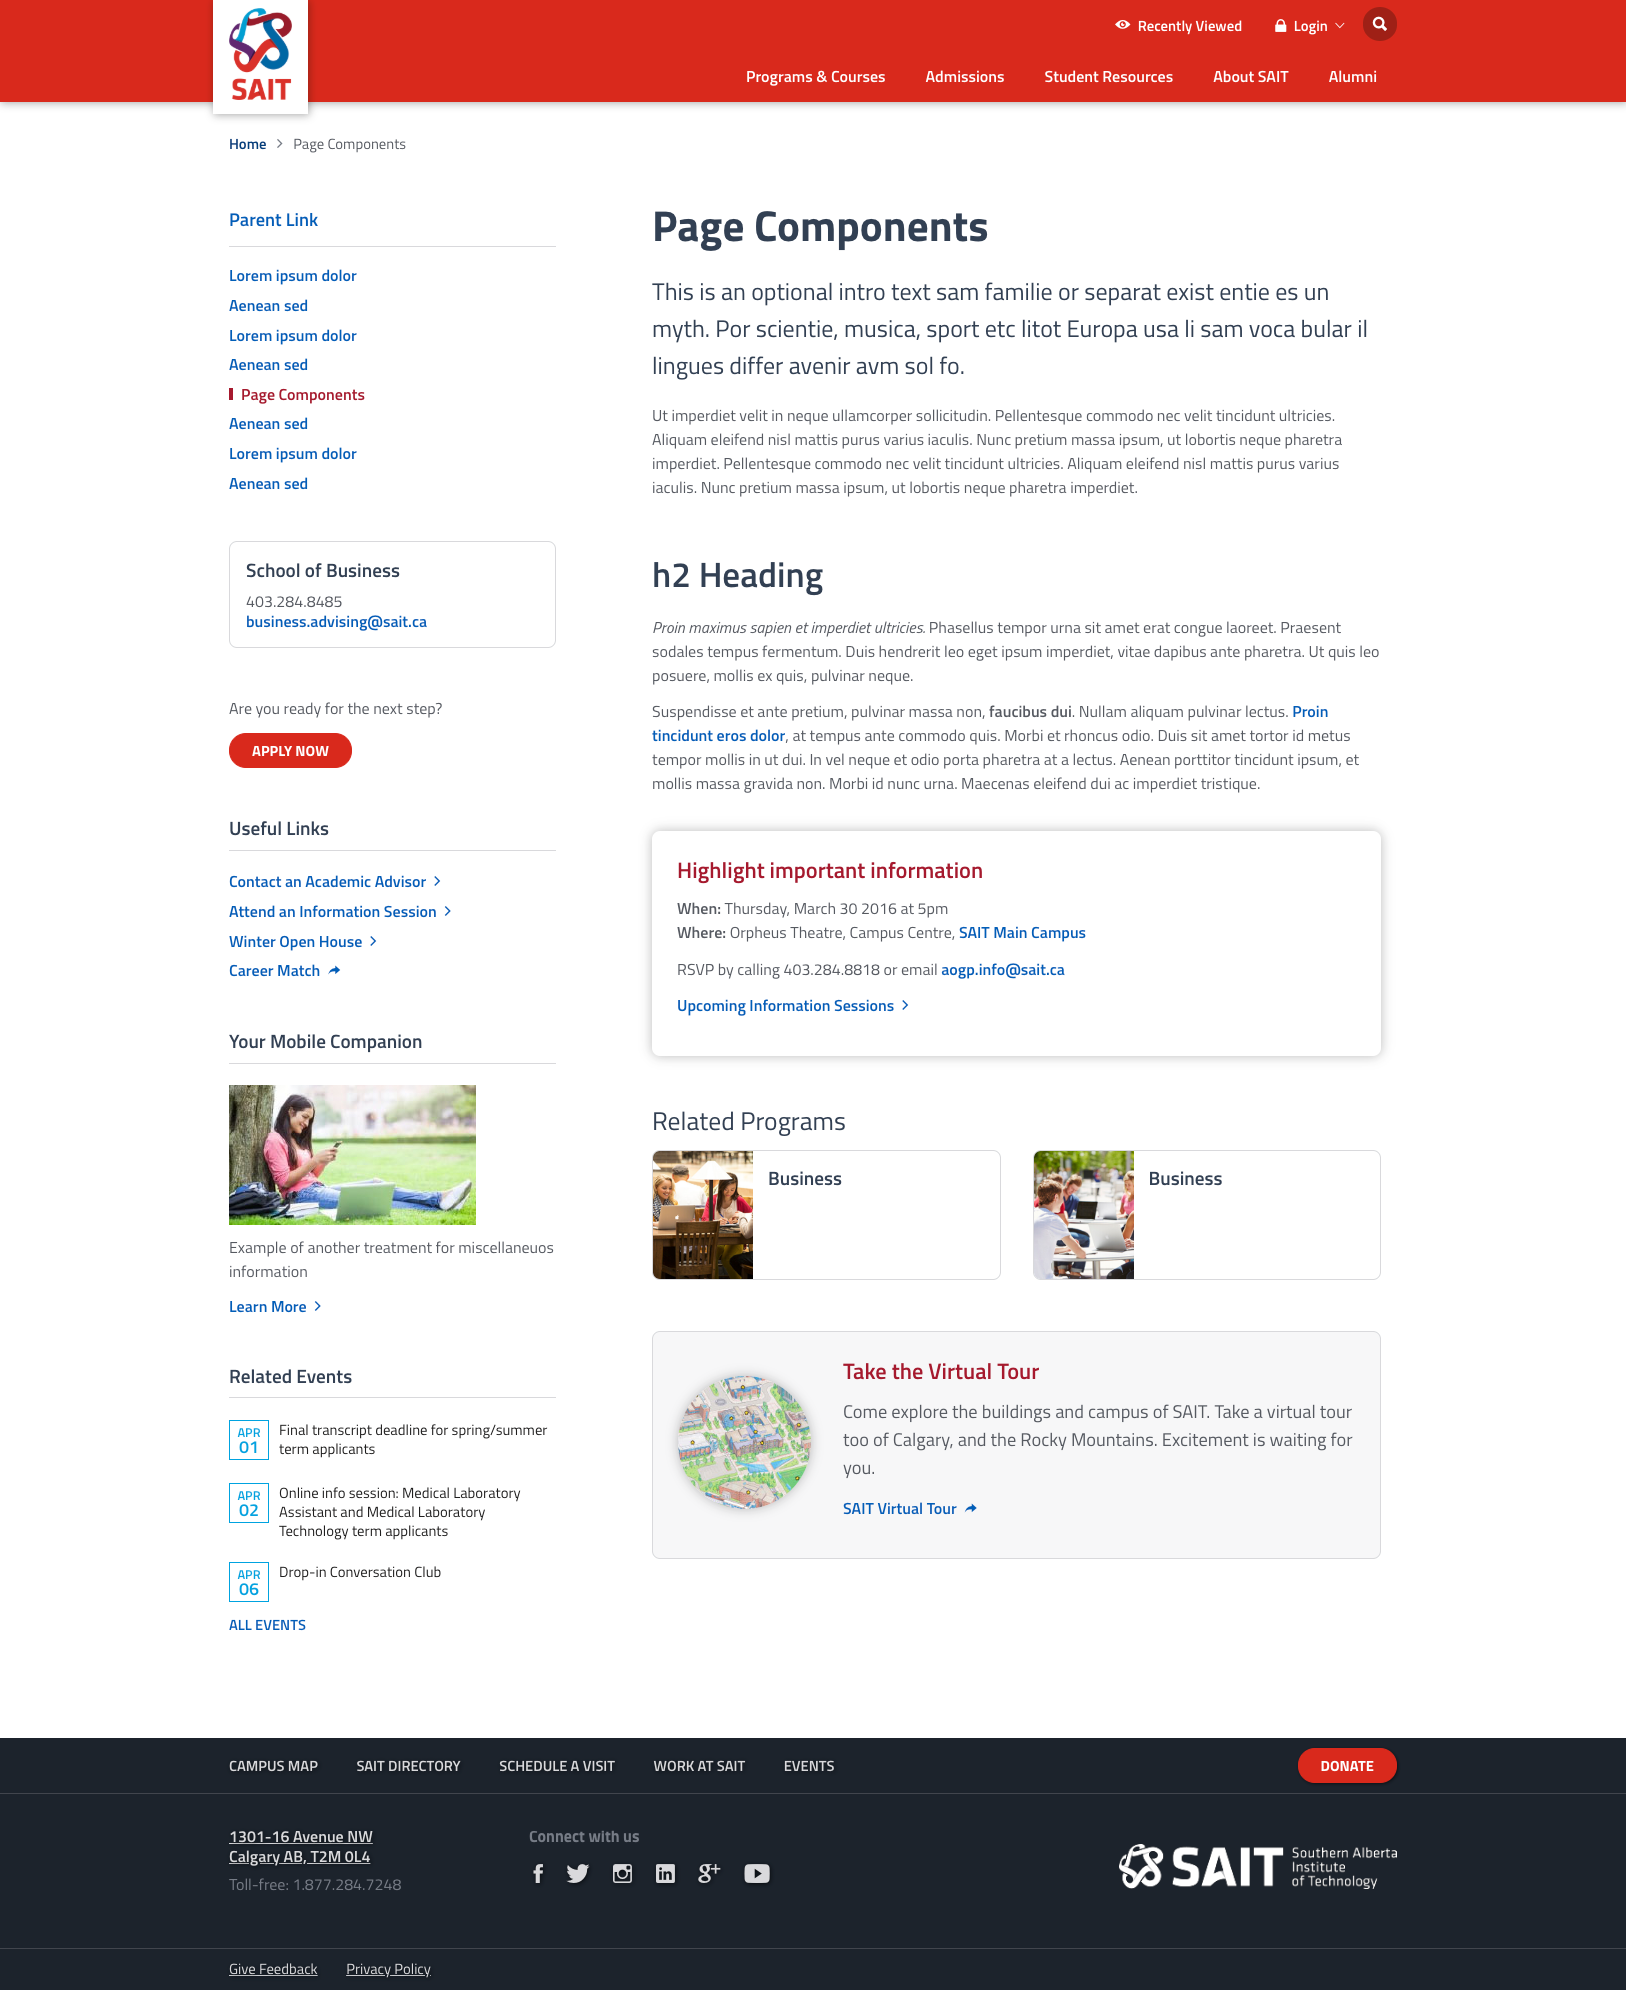 Recently Viewed
Login
SAIT
Programs & Courses
Admissions
Student Resources
About SAIT
Alumni
Home
Page Components
Parent Link
Lorem ipsum dolor
Aenean sed
Lorem ipsum dolor
Aenean sed
Page Components
Aenean sed
Lorem ipsum dolor
Aenean sed
School of Business
403.284.8485
business.advising@sait.ca
Are you ready for the next step?
APPLY NOW
Useful Links
Contact an Academic Advisor
Attend an Information Session
Winter Open House
Career Match
Your Mobile Companion
Example of another treatment for miscellaneuos
information
Learn More
Related Events
APR
01
Final transcript deadline for spring/summer
term applicants
APR
02
Online info session: Medical Laboratory
Assistant and Medical Laboratory
Technology term applicants
APR
06
Drop-in Conversation Club
ALL EVENTS
Page Components
This is an optional intro text sam familie or separat exist entie es un
myth. Por scientie, musica, sport etc litot Europa usa li sam voca bular il
lingues differ avenir avm sol fo.
Ut imperdiet velit in neque ullamcorper sollicitudin. Pellentesque commodo nec velit tincidunt ultricies.
Aliquam eleifend nisl mattis purus varius iaculis. Nunc pretium massa ipsum, ut lobortis neque pharetra
imperdiet. Pellentesque commodo nec velit tincidunt ultricies. Aliquam eleifend nisl mattis purus varius
iaculis. Nunc pretium massa ipsum, ut lobortis neque pharetra imperdiet.
h2 Heading
Proin maximus sapien et imperdiet ultricies. Phasellus tempor urna sit amet erat congue laoreet. Praesent
sodales tempus fermentum. Duis hendrerit leo eget ipsum imperdiet, vitae dapibus ante pharetra. Ut quis leo
posuere, mollis ex quis, pulvinar neque.
Suspendisse et ante pretium, pulvinar massa non, faucibus dui. Nullam aliquam pulvinar lectus. Proin
tincidunt eros dolor, at tempus ante commodo quis. Morbi et rhoncus odio. Duis sit amet tortor id metus
tempor mollis in ut dui. In vel neque et odio porta pharetra at a lectus. Aenean porttitor tincidunt ipsum, et
mollis massa gravida non. Morbi id nunc urna. Maecenas eleifend dui ac imperdiet tristique.
Highlight important information
When: Thursday, March 30 2016 at 5pm
Where: Orpheus Theatre, Campus Centre, SAIT Main Campus
RSVP by calling 403.284.8818 or email aogp.info@sait.ca
Upcoming Information Sessions
Related Programs
Business
Business
Take the Virtual Tour
Come explore the buildings and campus of SAIT. Take a virtual tour
too of Calgary, and the Rocky Mountains. Excitement is waiting for
you.
SAIT Virtual Tour
CAMPUS MAP
SAIT DIRECTORY
SCHEDULE A VISIT
WORK AT SAIT
EVENTS
DONATE
1301-16 Avenue NW
Calgary AB, T2M 0L4
Toll-free: 1.877.284.7248
Connect with us
SAIT
Southern Alberta
Institute
of Technology
Give Feedback
Privacy Policy